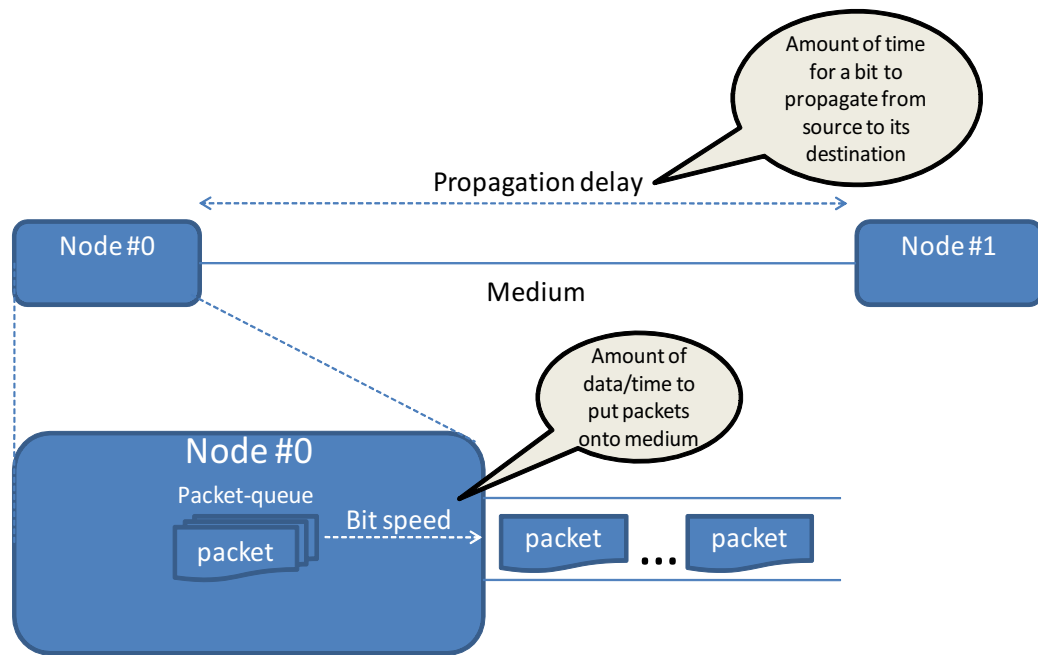 Amount of time
for a bit to
propagate from
source to its
destination
Propagation delay
Node #0
Node #1
Medium
Amount of
data/time to
put packets
onto medium
Node #0
Packet-queue
Bit speed
packet
packet
...
packet